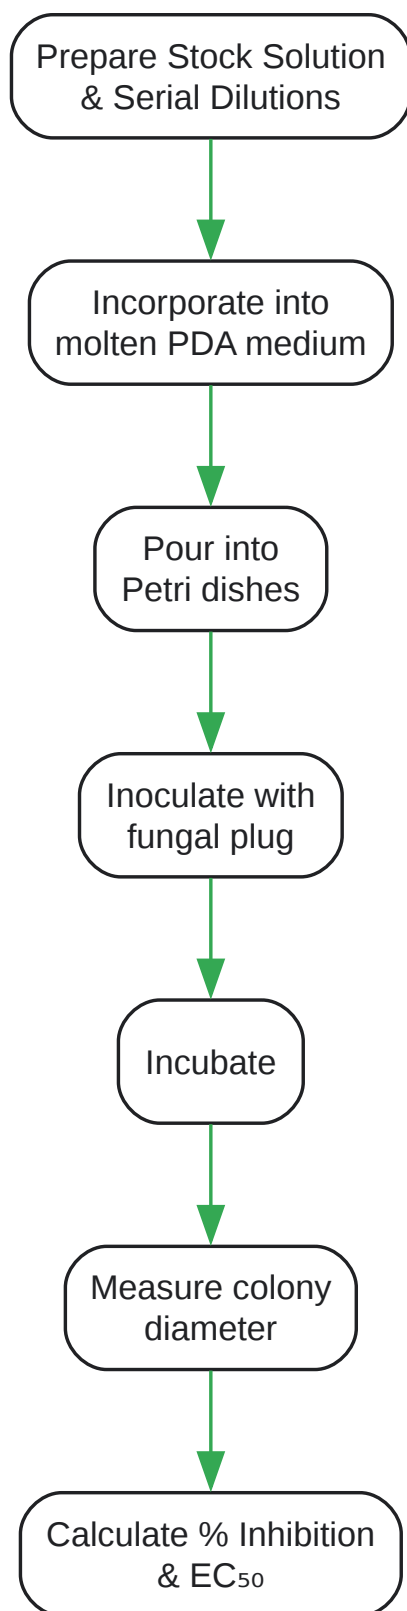 Prepare Stock Solution
& Serial Dilutions
Incorporate into
molten PDA medium
Pour into
Petri dishes
Inoculate with
fungal plug
Incubate
Measure colony
diameter
Calculate % Inhibition
& EC₅₀